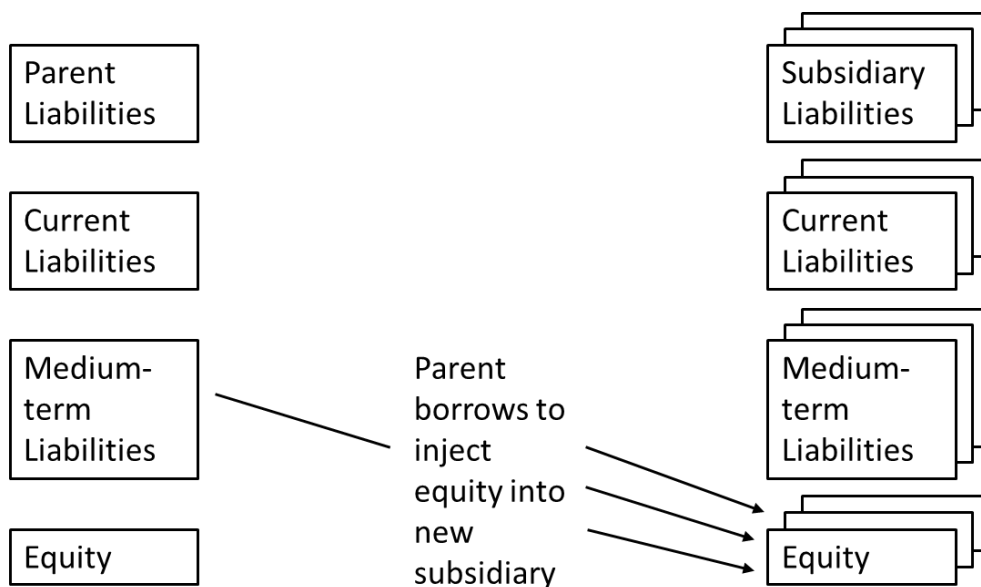 Parent
Liabilities
Subsidiary
Liabilities
Current
Liabilities
Current
Liabilities
Medium-
term
Liabilities
Parent
borrows to
inject
equity into
new
subsidiary
Medium-
term
Liabilities
Equity
Equity